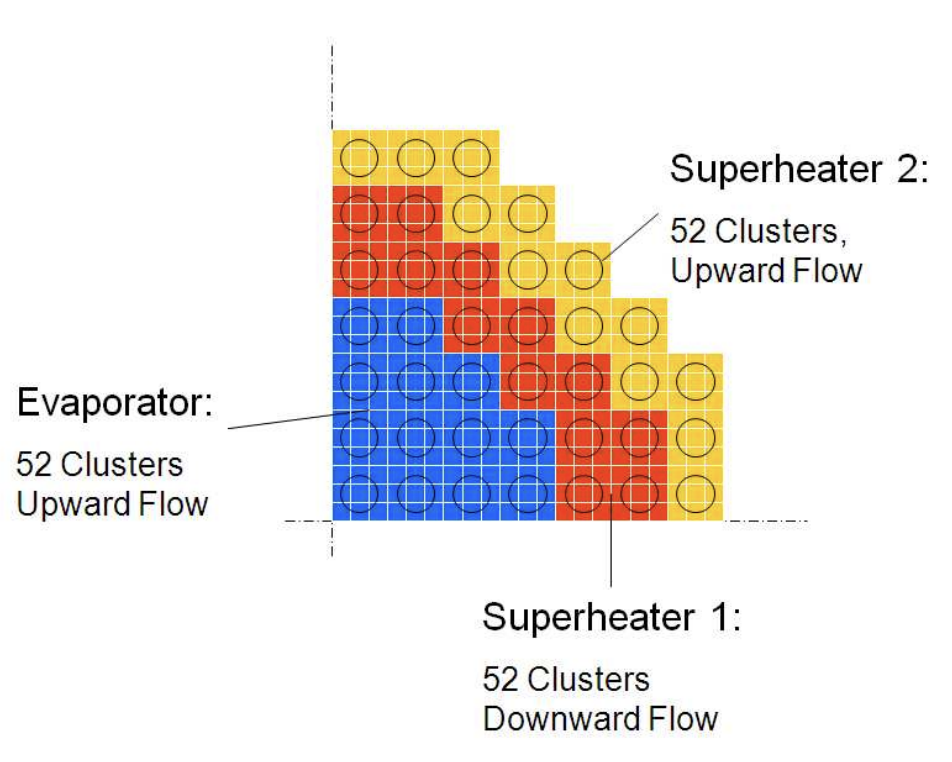 Superheater 2:
52 Clusters,
Upward Flow
Evaporator:
52 Clusters
Upward Flow
Superheater 1:
52 Clusters
Downward Flow